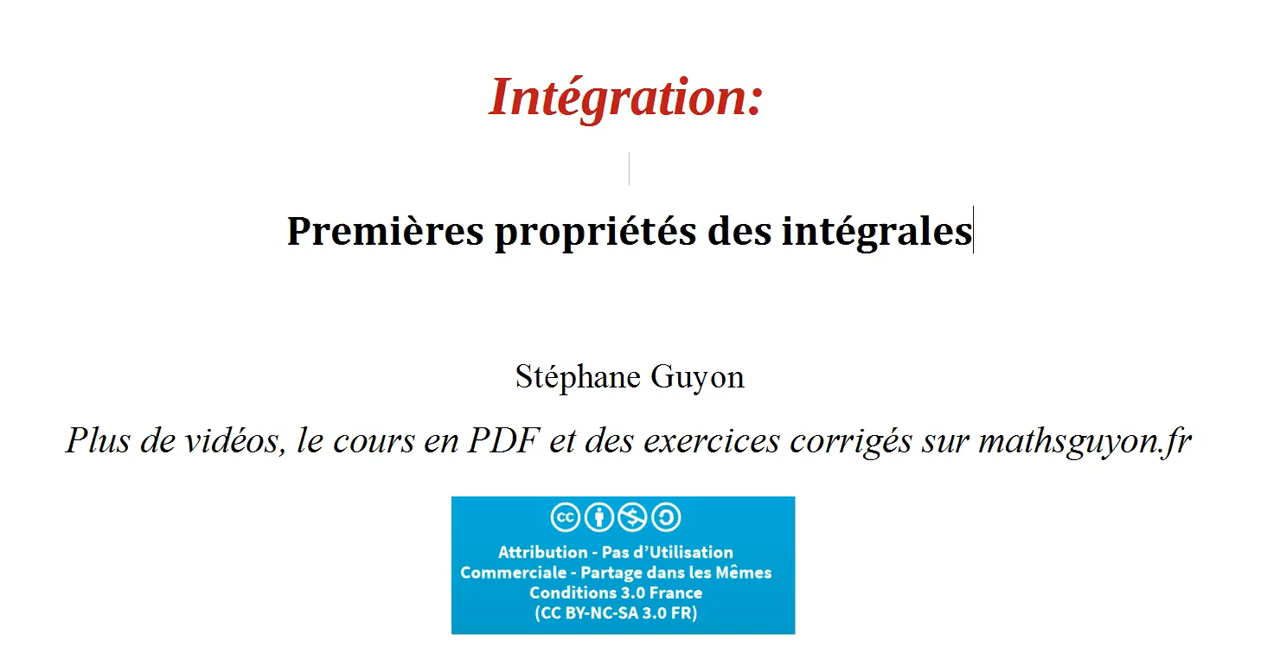 Intégration:
Premières propriétés des intégrales
Stéphane Guyon
Plus de vidéos, le cours en PDF et des exercices corrigés sur mathsguyon.fr
cc
Attribution - Pas d'Utilisation
Commerciale - Partage dans les Mêmes
Conditions 3.0 France
(CC BY-NC-SA 3.0 FR)